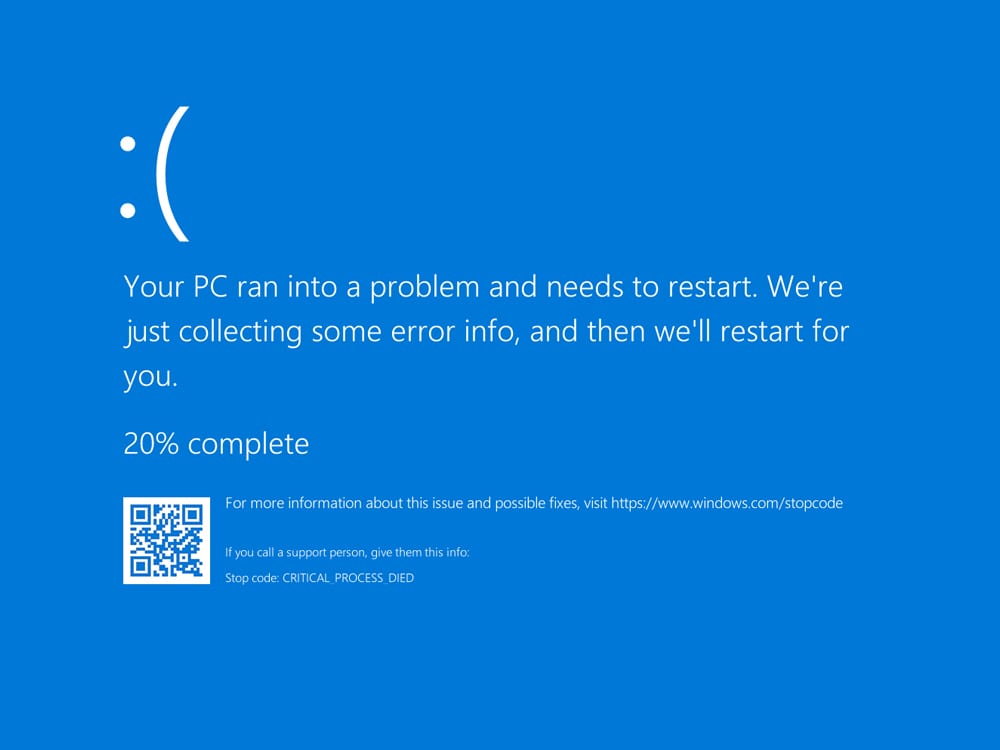 :(
Your PC ran into a problem and needs to restart. We're
just collecting some error info, and then we'll restart for
you.
20% complete
For more information about this issue and possible fixes, visit https://www.windows.com/stopcode
If you call a support person, give them this info:
Stop code: CRITICAL_PROCESS_DIED